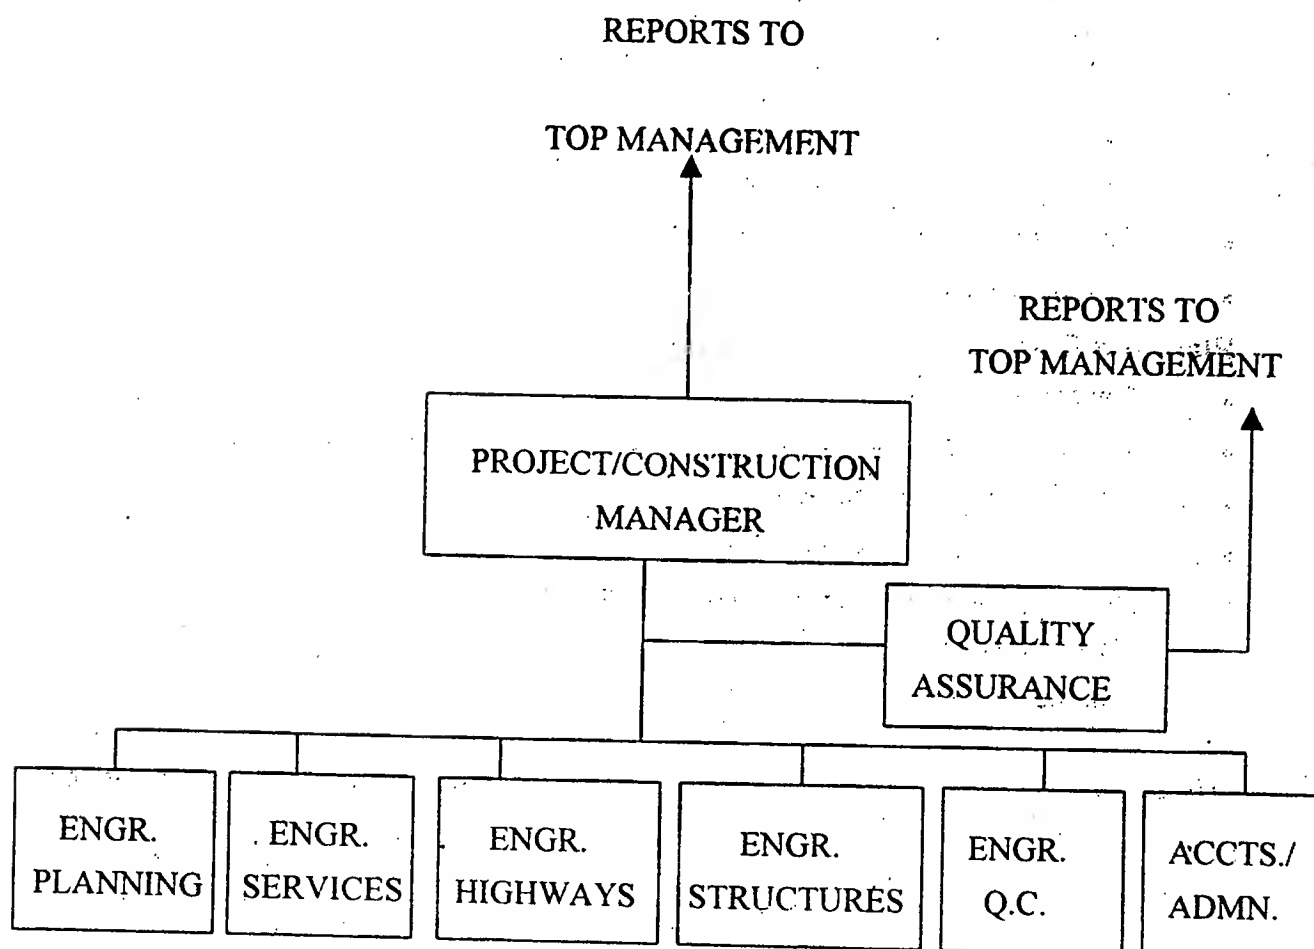 REPORTS TO
TOP MANAGEMENT
REPORTS TO
TOP MANAGEMENT
PROJECT/CONSTRUCTION
MANAGER
QUALITY
ASSURANCE
ENGR.
PLANNING
ENGR.
SERVICES
ENGR.
HIGHWAYS
ENGR.
STRUCTURES
ENGR.
Q.C.
ACCTS./
ADMN.